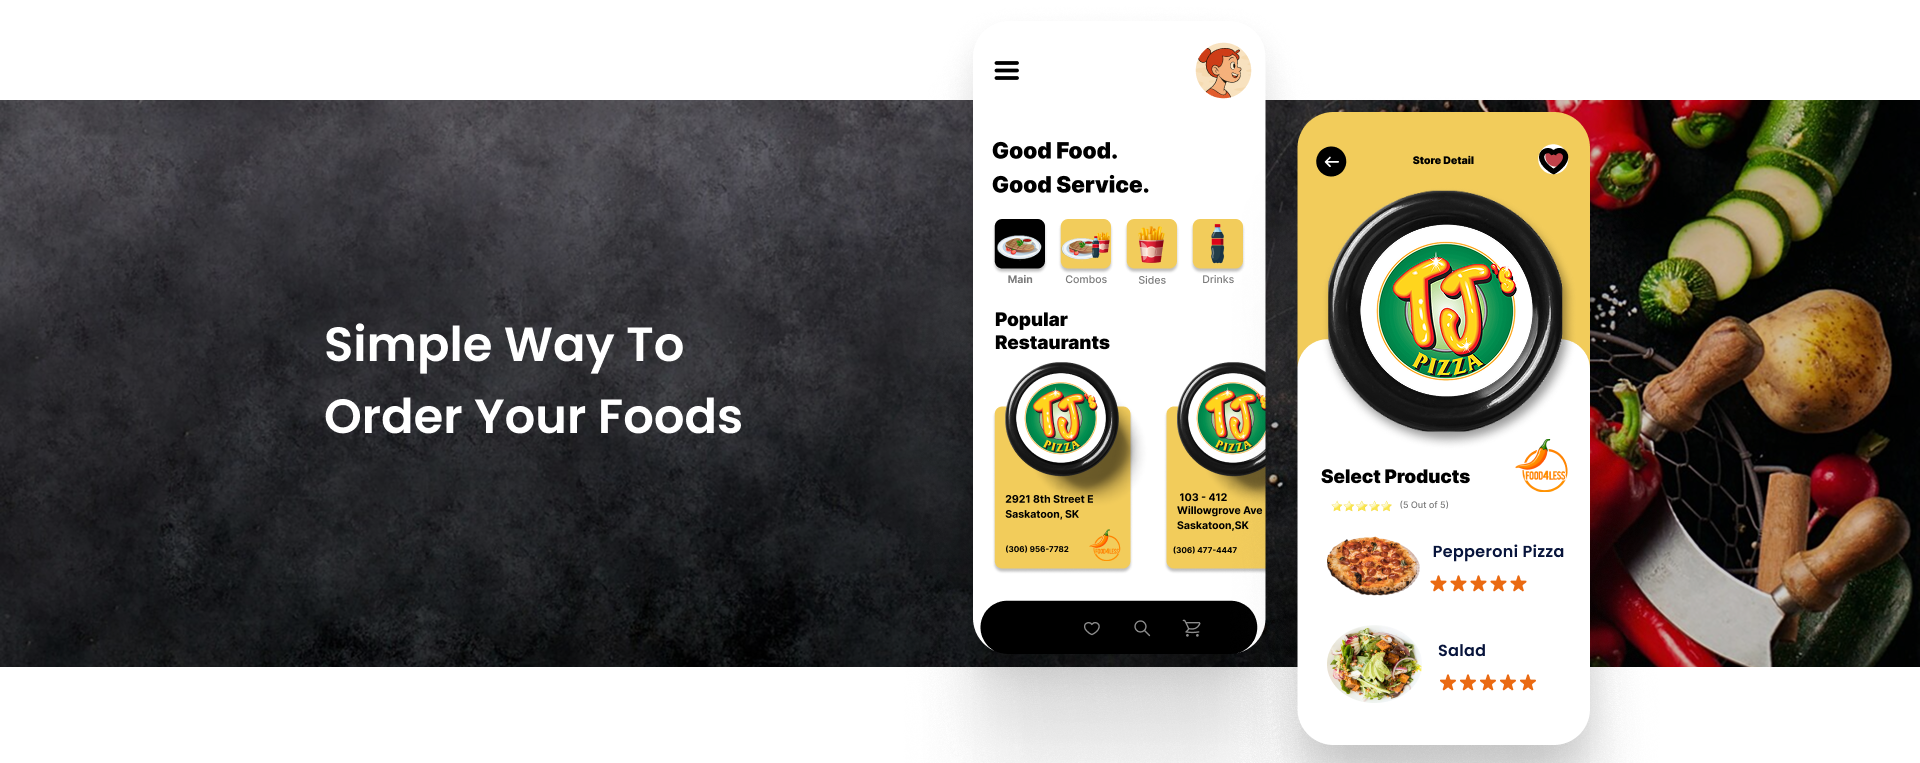 Simple Way To
Order Your Foods
Good Food.
Good Service.
Main
Combos
Sides
Drinks
Popular
Restaurants
TJ's
PIZZA
2921 8th Street E
Saskatoon, SK
(306) 956-7782
FOOD4LESS
TJ's
PIZZA
103 - 412
Willowgrove Ave
Saskatoon,SK
(306) 477-4447
Store Detail
TJ's
PIZZA
Select Products
FOOD4LESS
(5 Out of 5)
Pepperoni Pizza
Salad